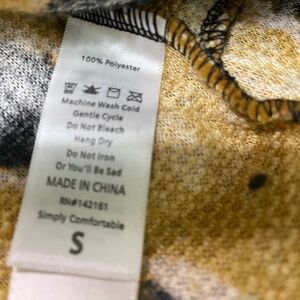 100% Polyester
Machine Wash Cold
Gentle Cycle
Do Not Bleach
Hang Dry
Do Not Iron
Or You'll Be Sad
MADE IN CHINA
RN#142161
Simply Comfortable
S